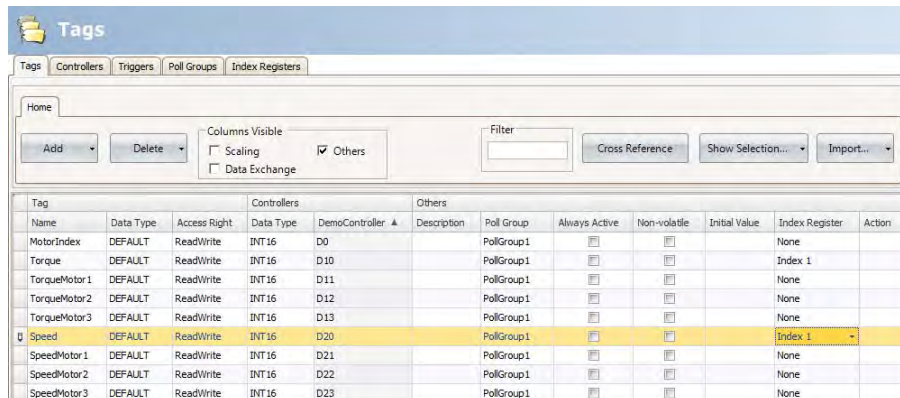 Tags
Tags Controllers Triggers Poll Groups Index Registers
Home
Columns Visible
Filter
Add Delete Scaling Others Cross Reference Show Selection... Import...
Data Exchange
Tag Controllers Others
Name Data Type Access Right Data Type DemoController Description Poll Group Always Active Non-volatile Initial Value Index Register Action
MotorIndex DEFAULT ReadWrite INT16 D0 PollGroup1 None
Torque DEFAULT ReadWrite INT16 D10 PollGroup1 Index 1
TorqueMotor1 DEFAULT ReadWrite INT16 D11 PollGroup1 None
TorqueMotor2 DEFAULT ReadWrite INT16 D12 PollGroup1 None
TorqueMotor3 DEFAULT ReadWrite INT16 D13 PollGroup1 None
Speed DEFAULT ReadWrite INT16 D20 PollGroup1 Index 1
SpeedMotor1 DEFAULT ReadWrite INT16 D21 PollGroup1 None
SpeedMotor2 DEFAULT ReadWrite INT16 D22 PollGroup1 None
SpeedMotor3 DEFAULT ReadWrite INT16 D23 PollGroup1 None